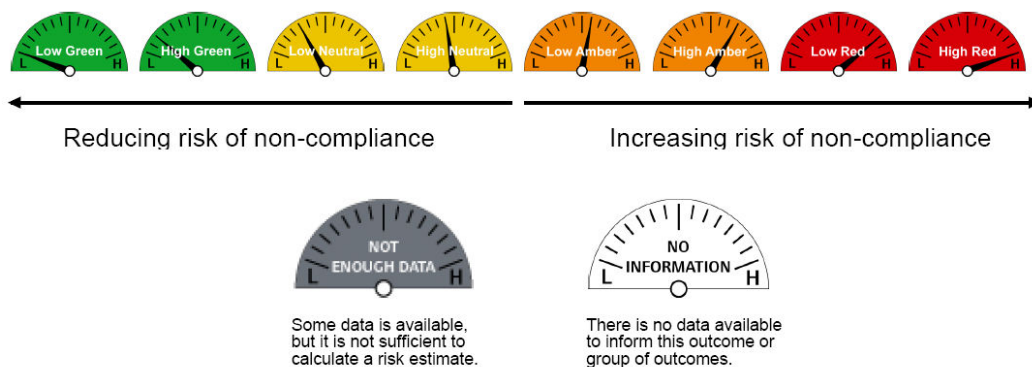 Low Green
L H
High Green
L H
Low Neutral
L H
High Neutral
L H
Low Amber
L H
High Amber
L H
Low Red
L H
High Red
L H
Reducing risk of non-compliance
Increasing risk of non-compliance
NOT
ENOUGH DATA
L H
Some data is available,
but it is not sufficient to
calculate a risk estimate.
NO
INFORMATION
L H
There is no data available
to inform this outcome or
group of outcomes.